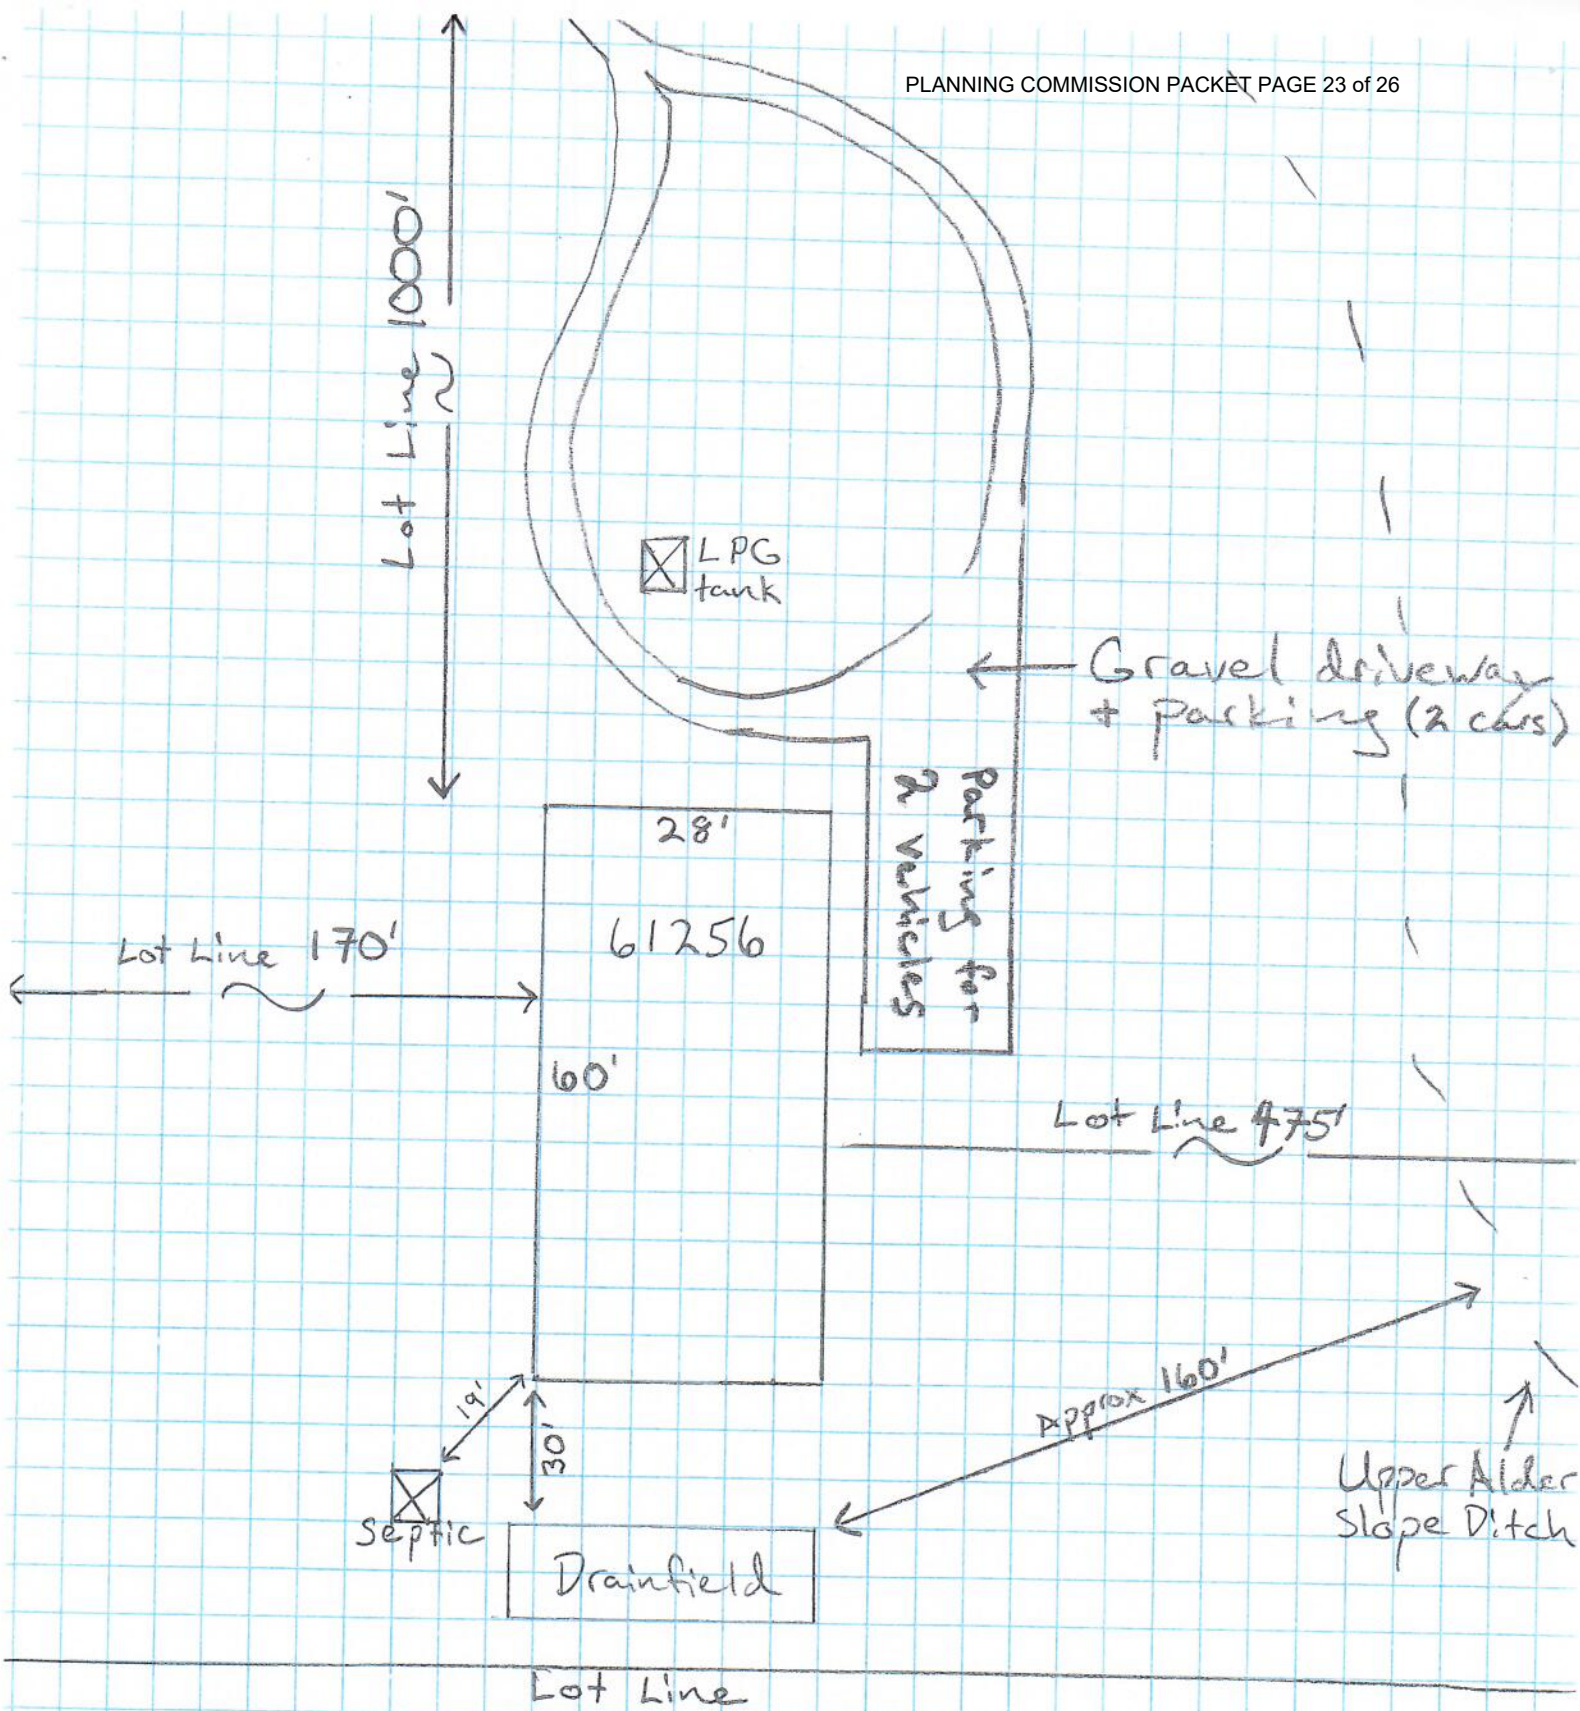 PLANNING COMMISSION PACKET PAGE 23 of 26
Lot Line 1000'
LPG
tank
Gravel driveway
+ parking (2 cars)
Parking for
2 vehicles
28'
61256
Lot Line 170'
60'
Lot Line 475'
19'
30'
Approx 160'
Septic
Upper Alder
Slope Ditch
Drainfield
Lot Line